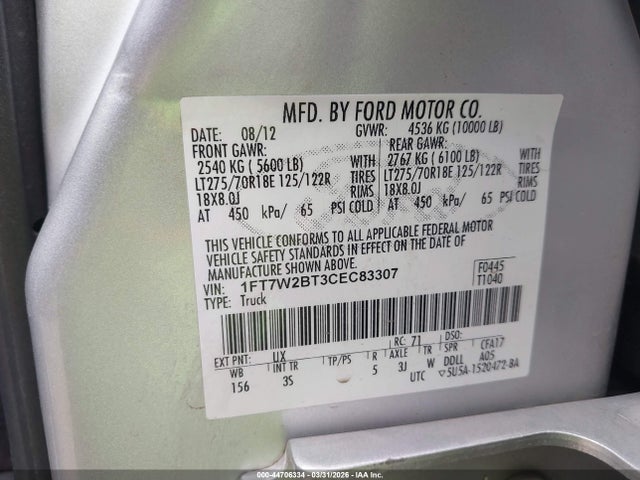 MFD. BY FORD MOTOR CO.
DATE: 08/12 GVWR: 4536 KG (10000 LB)
FRONT GAWR: REAR GAWR:
2540 KG (5600 LB) WITH 2767 KG (6100 LB) WITH
LT275/70R18E 125/122R TIRES LT275/70R18E 125/122R TIRES
18X8.0J RIMS 18X8.0J RIMS
AT 450 kPa/ 65 PSI COLD AT 450 kPa/ 65 PSI COLD
THIS VEHICLE CONFORMS TO ALL APPLICABLE FEDERAL MOTOR
VEHICLE SAFETY STANDARDS IN EFFECT ON THE DATE OF
MANUFACTURE SHOWN ABOVE.
VIN: 1FT7W2BT3CEC83307 F0445
TYPE: Truck T1040
EXT PNT: UX RC: 71 DSO:
WB INT TR TP/PS R AXLE TR SPR CFA17
156 3S 5 3J W DDLL A05
UTC ▽5U5A-1520472-BA
000-44706334 - 03/31/2026 - © IAA Inc.